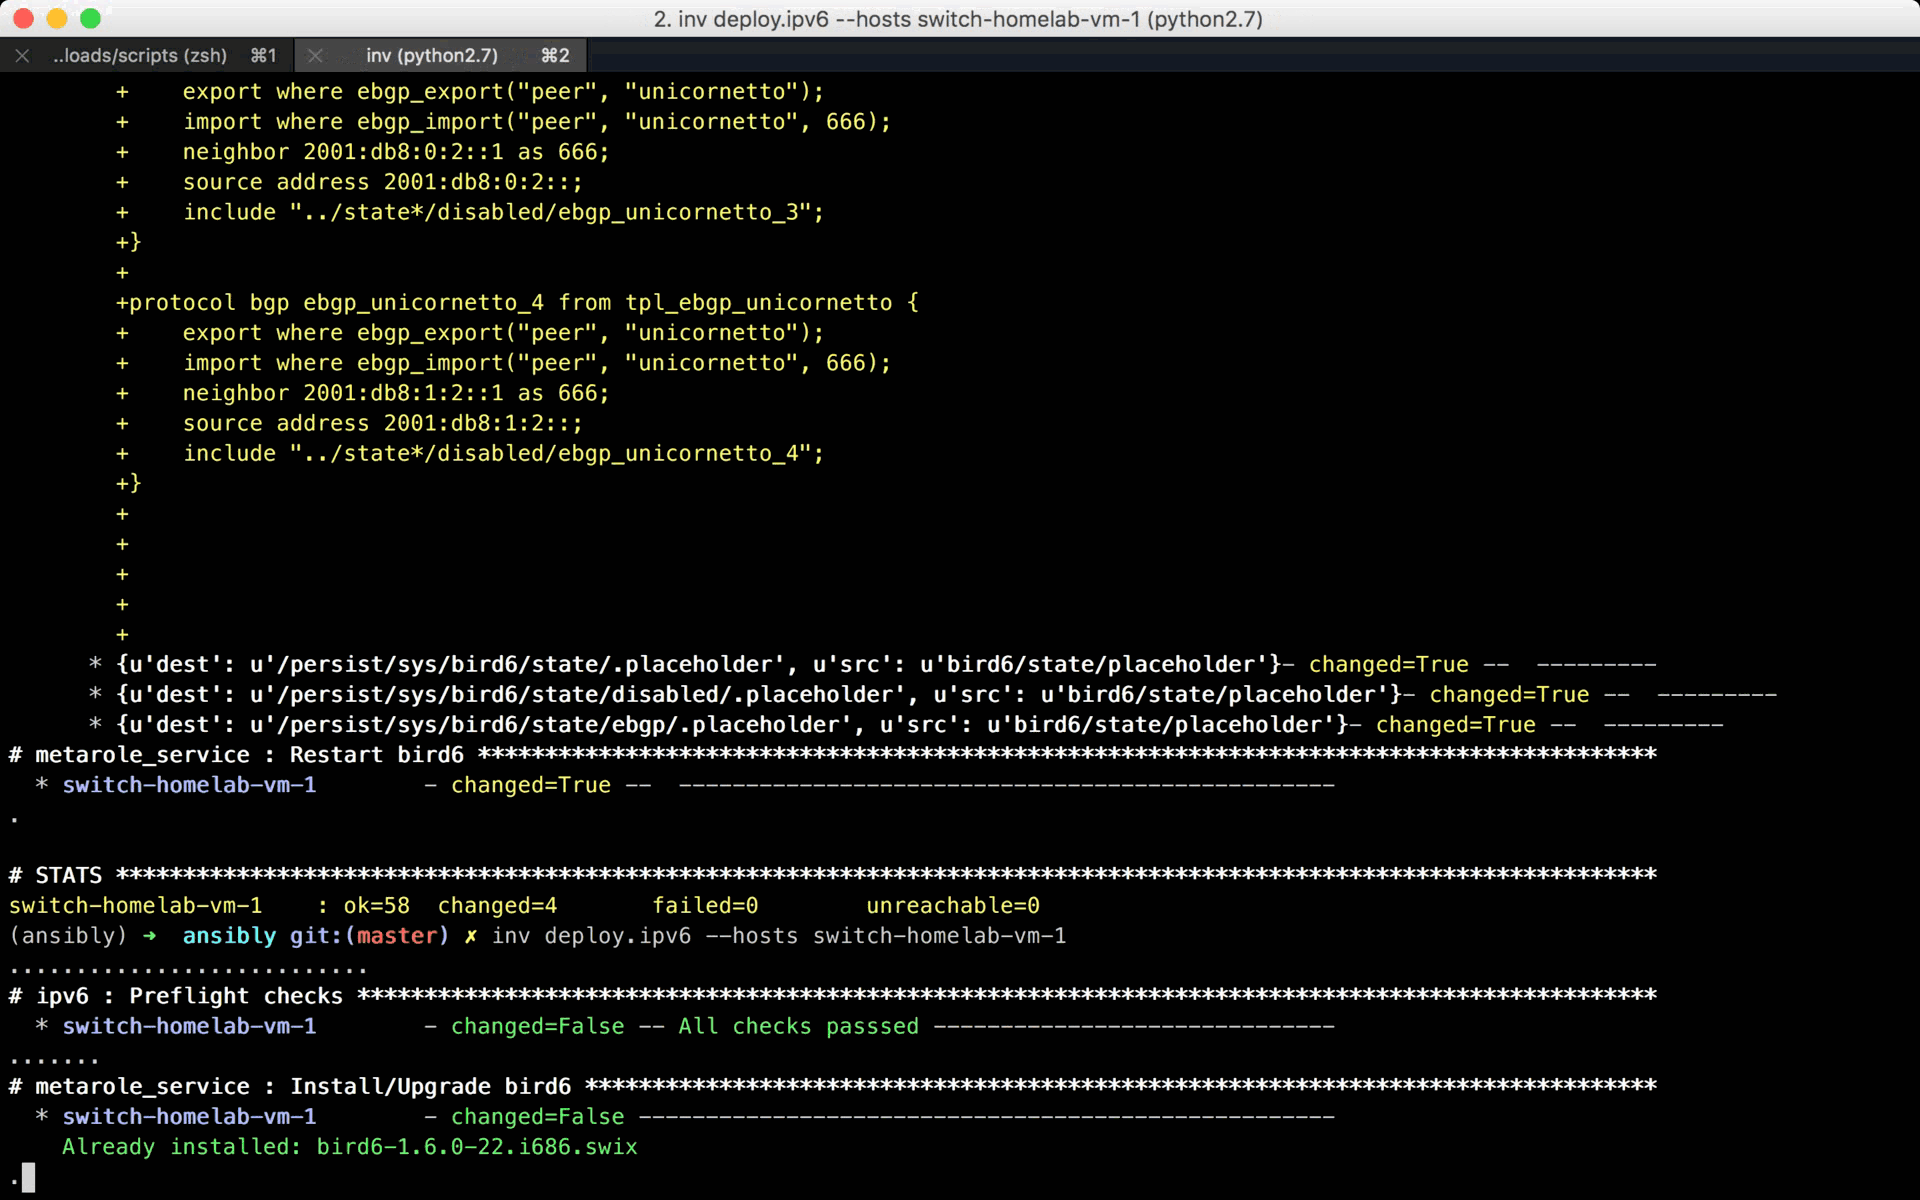 2. inv deploy.ipv6 --hosts switch-homelab-vm-1 (python2.7)
..loads/scripts (zsh) ⌘1 inv (python2.7) ⌘2
+    export where ebgp_export("peer", "unicornetto");
+    import where ebgp_import("peer", "unicornetto", 666);
+    neighbor 2001:db8:0:2::1 as 666;
+    source address 2001:db8:0:2::;
+    include "../state*/disabled/ebgp_unicornetto_3";
+}
+
+protocol bgp ebgp_unicornetto_4 from tpl_ebgp_unicornetto {
+    export where ebgp_export("peer", "unicornetto");
+    import where ebgp_import("peer", "unicornetto", 666);
+    neighbor 2001:db8:1:2::1 as 666;
+    source address 2001:db8:1:2::;
+    include "../state*/disabled/ebgp_unicornetto_4";
+}
+
+
+
+
+
* {u'dest': u'/persist/sys/bird6/state/.placeholder', u'src': u'bird6/state/placeholder'}- changed=True --  ---------
* {u'dest': u'/persist/sys/bird6/state/disabled/.placeholder', u'src': u'bird6/state/placeholder'}- changed=True --  ---------
* {u'dest': u'/persist/sys/bird6/state/ebgp/.placeholder', u'src': u'bird6/state/placeholder'}- changed=True --  ---------
# metarole_service : Restart bird6 ****************************************************************************************
* switch-homelab-vm-1        - changed=True --  -------------------------------------------------
.
# STATS *******************************************************************************************************************
switch-homelab-vm-1    : ok=58  changed=4       failed=0        unreachable=0
(ansibly) ➜  ansibly git:(master) ✗ inv deploy.ipv6 --hosts switch-homelab-vm-1
...........................
# ipv6 : Preflight checks *************************************************************************************************
* switch-homelab-vm-1        - changed=False -- All checks passsed ------------------------------
.......
# metarole_service : Install/Upgrade bird6 ********************************************************************************
* switch-homelab-vm-1        - changed=False ----------------------------------------------------
Already installed: bird6-1.6.0-22.i686.swix
.